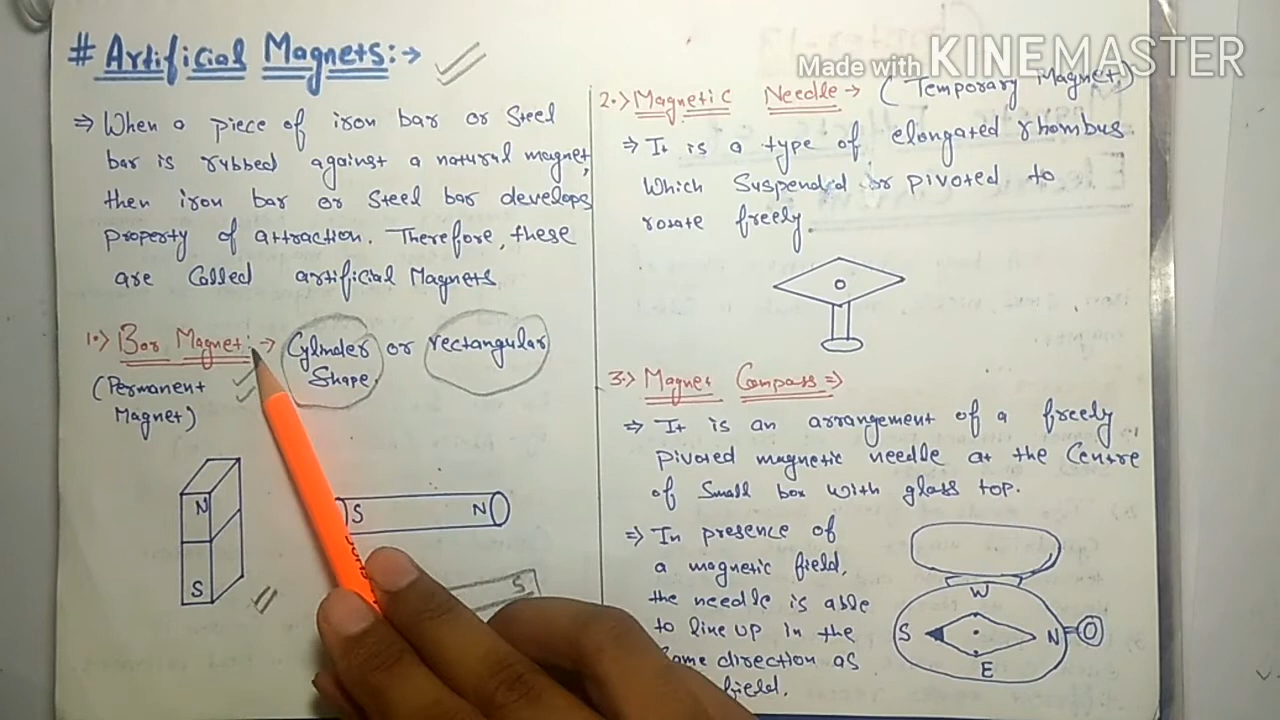 # Artificial Magnets:→
⇒ When a piece of iron bar or Steel
bar is rubbed against a natural magnet,
then iron bar or Steel bar develops
property of attraction. Therefore, these
are Called artificial Magnets
1.) Bar Magnet:→ Cylinder or rectangular
Shape.
(Permanent
Magnet)
N
S
S N
S
Made with KINEMASTER
2.) Magnetic Needle → (Temporary Magnet)
⇒ It is a type of elongated rhombus
Which Suspended or pivoted to
rosate freely.
3.) Magnet Compass ⇒
⇒ It is an arrangement of a freely
pivoted magnetic needle at the Centre
of Small box with glass top.
⇒ In presence of
a magnetic field,
the needle is able
to line up in the
Same direction as
field.
W
S N
E